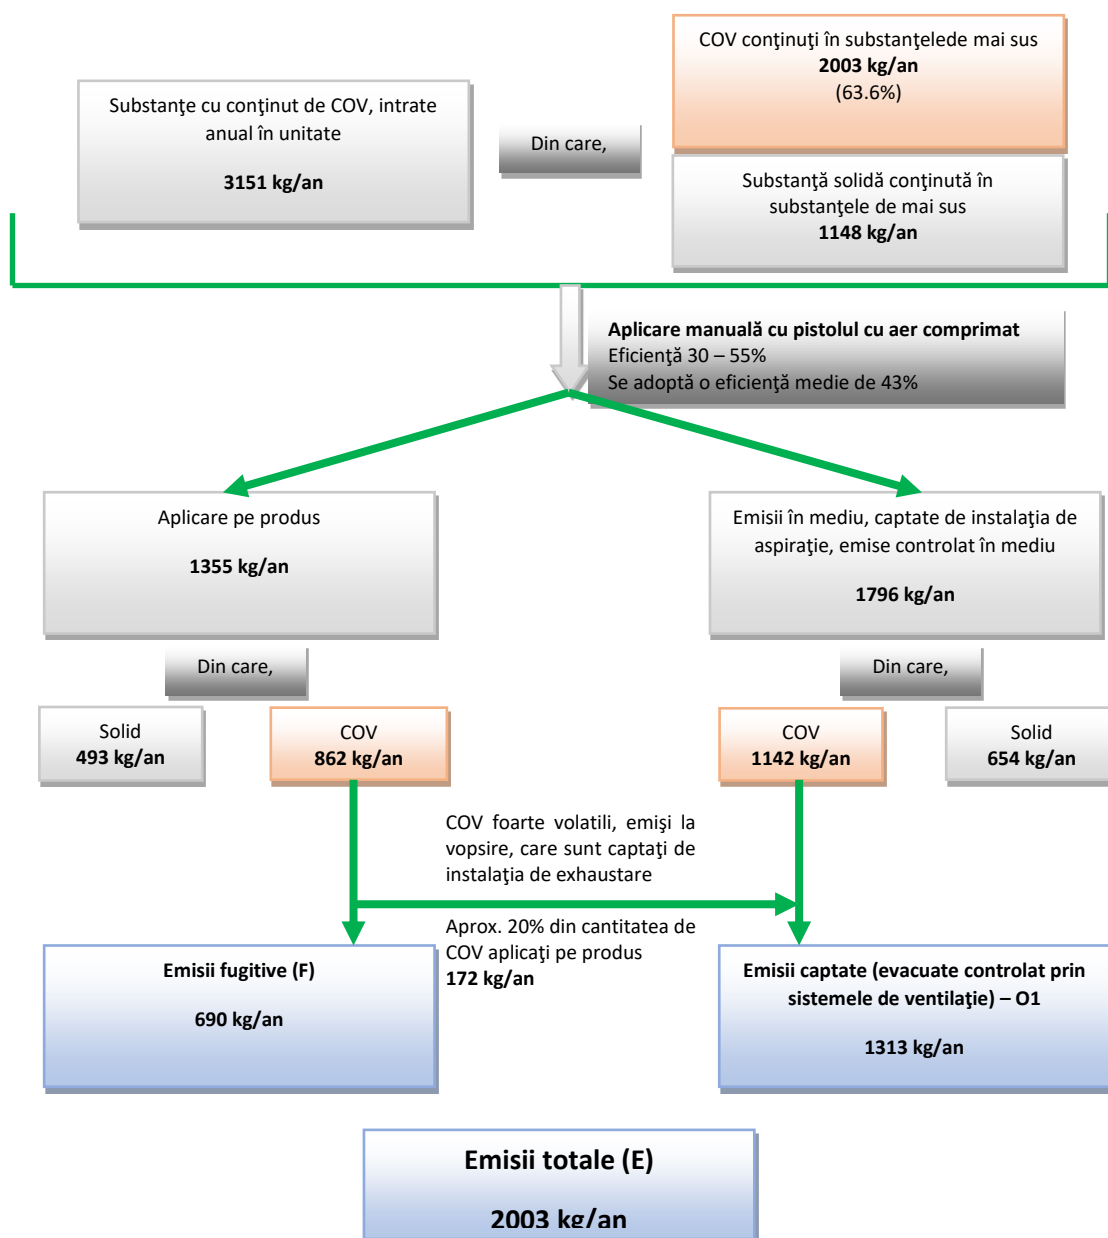 Substanţe cu conţinut de COV, intrate
anual în unitate
3151 kg/an
Din care,
COV conţinuţi în substanţelede mai sus
2003 kg/an
(63.6%)
Substanţă solidă conţinută în
substanţele de mai sus
1148 kg/an
Aplicare manuală cu pistolul cu aer comprimat
Eficienţă 30 – 55%
Se adoptă o eficienţă medie de 43%
Aplicare pe produs
1355 kg/an
Emisii în mediu, captate de instalaţia de
aspiraţie, emise controlat în mediu
1796 kg/an
Din care,
Din care,
Solid
493 kg/an
COV
862 kg/an
COV
1142 kg/an
Solid
654 kg/an
COV foarte volatili, emişi la
vopsire, care sunt captaţi de
instalaţia de exhaustare
Aprox. 20% din cantitatea de
COV aplicaţi pe produs
172 kg/an
Emisii fugitive (F)
690 kg/an
Emisii captate (evacuate controlat prin
sistemele de ventilaţie) – O1
1313 kg/an
Emisii totale (E)
2003 kg/an